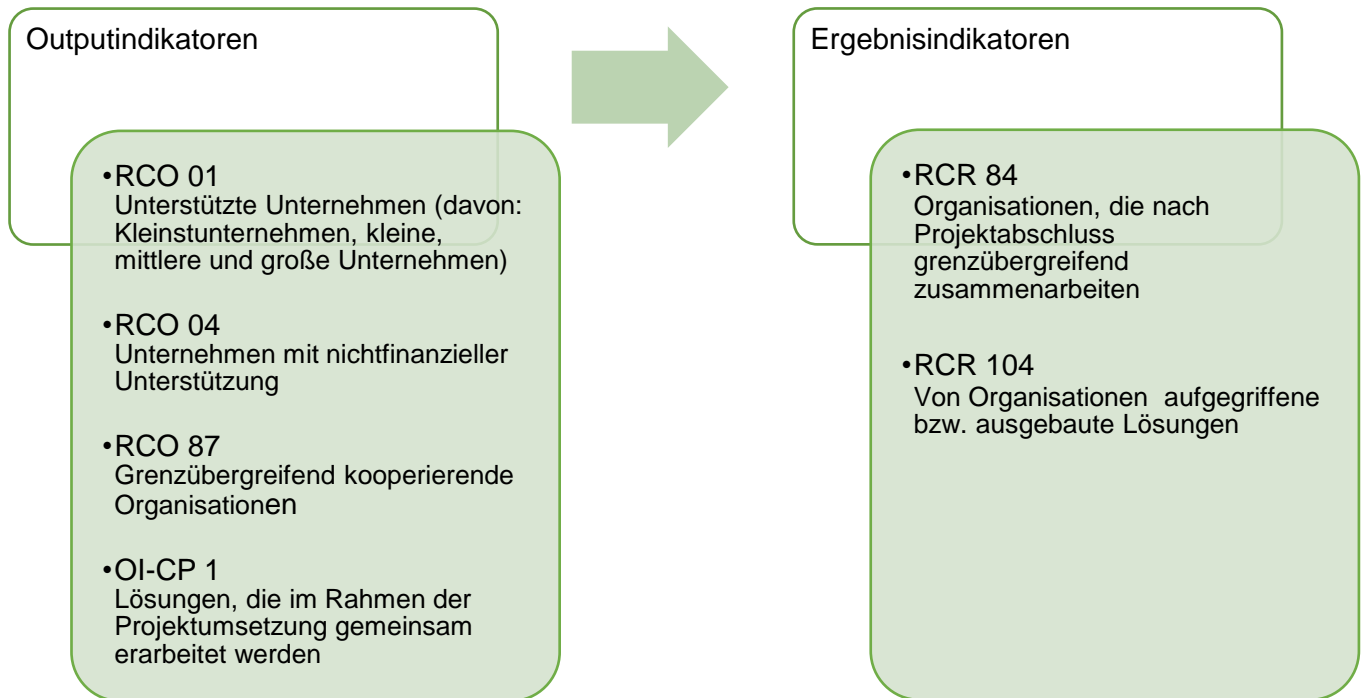 Outputindikatoren
•RCO 01
Unterstützte Unternehmen (davon:
Kleinstunternehmen, kleine,
mittlere und große Unternehmen)
•RCO 04
Unternehmen mit nichtfinanzieller
Unterstützung
•RCO 87
Grenzübergreifend kooperierende
Organisationen
•OI-CP 1
Lösungen, die im Rahmen der
Projektumsetzung gemeinsam
erarbeitet werden
Ergebnisindikatoren
•RCR 84
Organisationen, die nach
Projektabschluss
grenzübergreifend
zusammenarbeiten
•RCR 104
Von Organisationen aufgegriffene
bzw. ausgebaute Lösungen